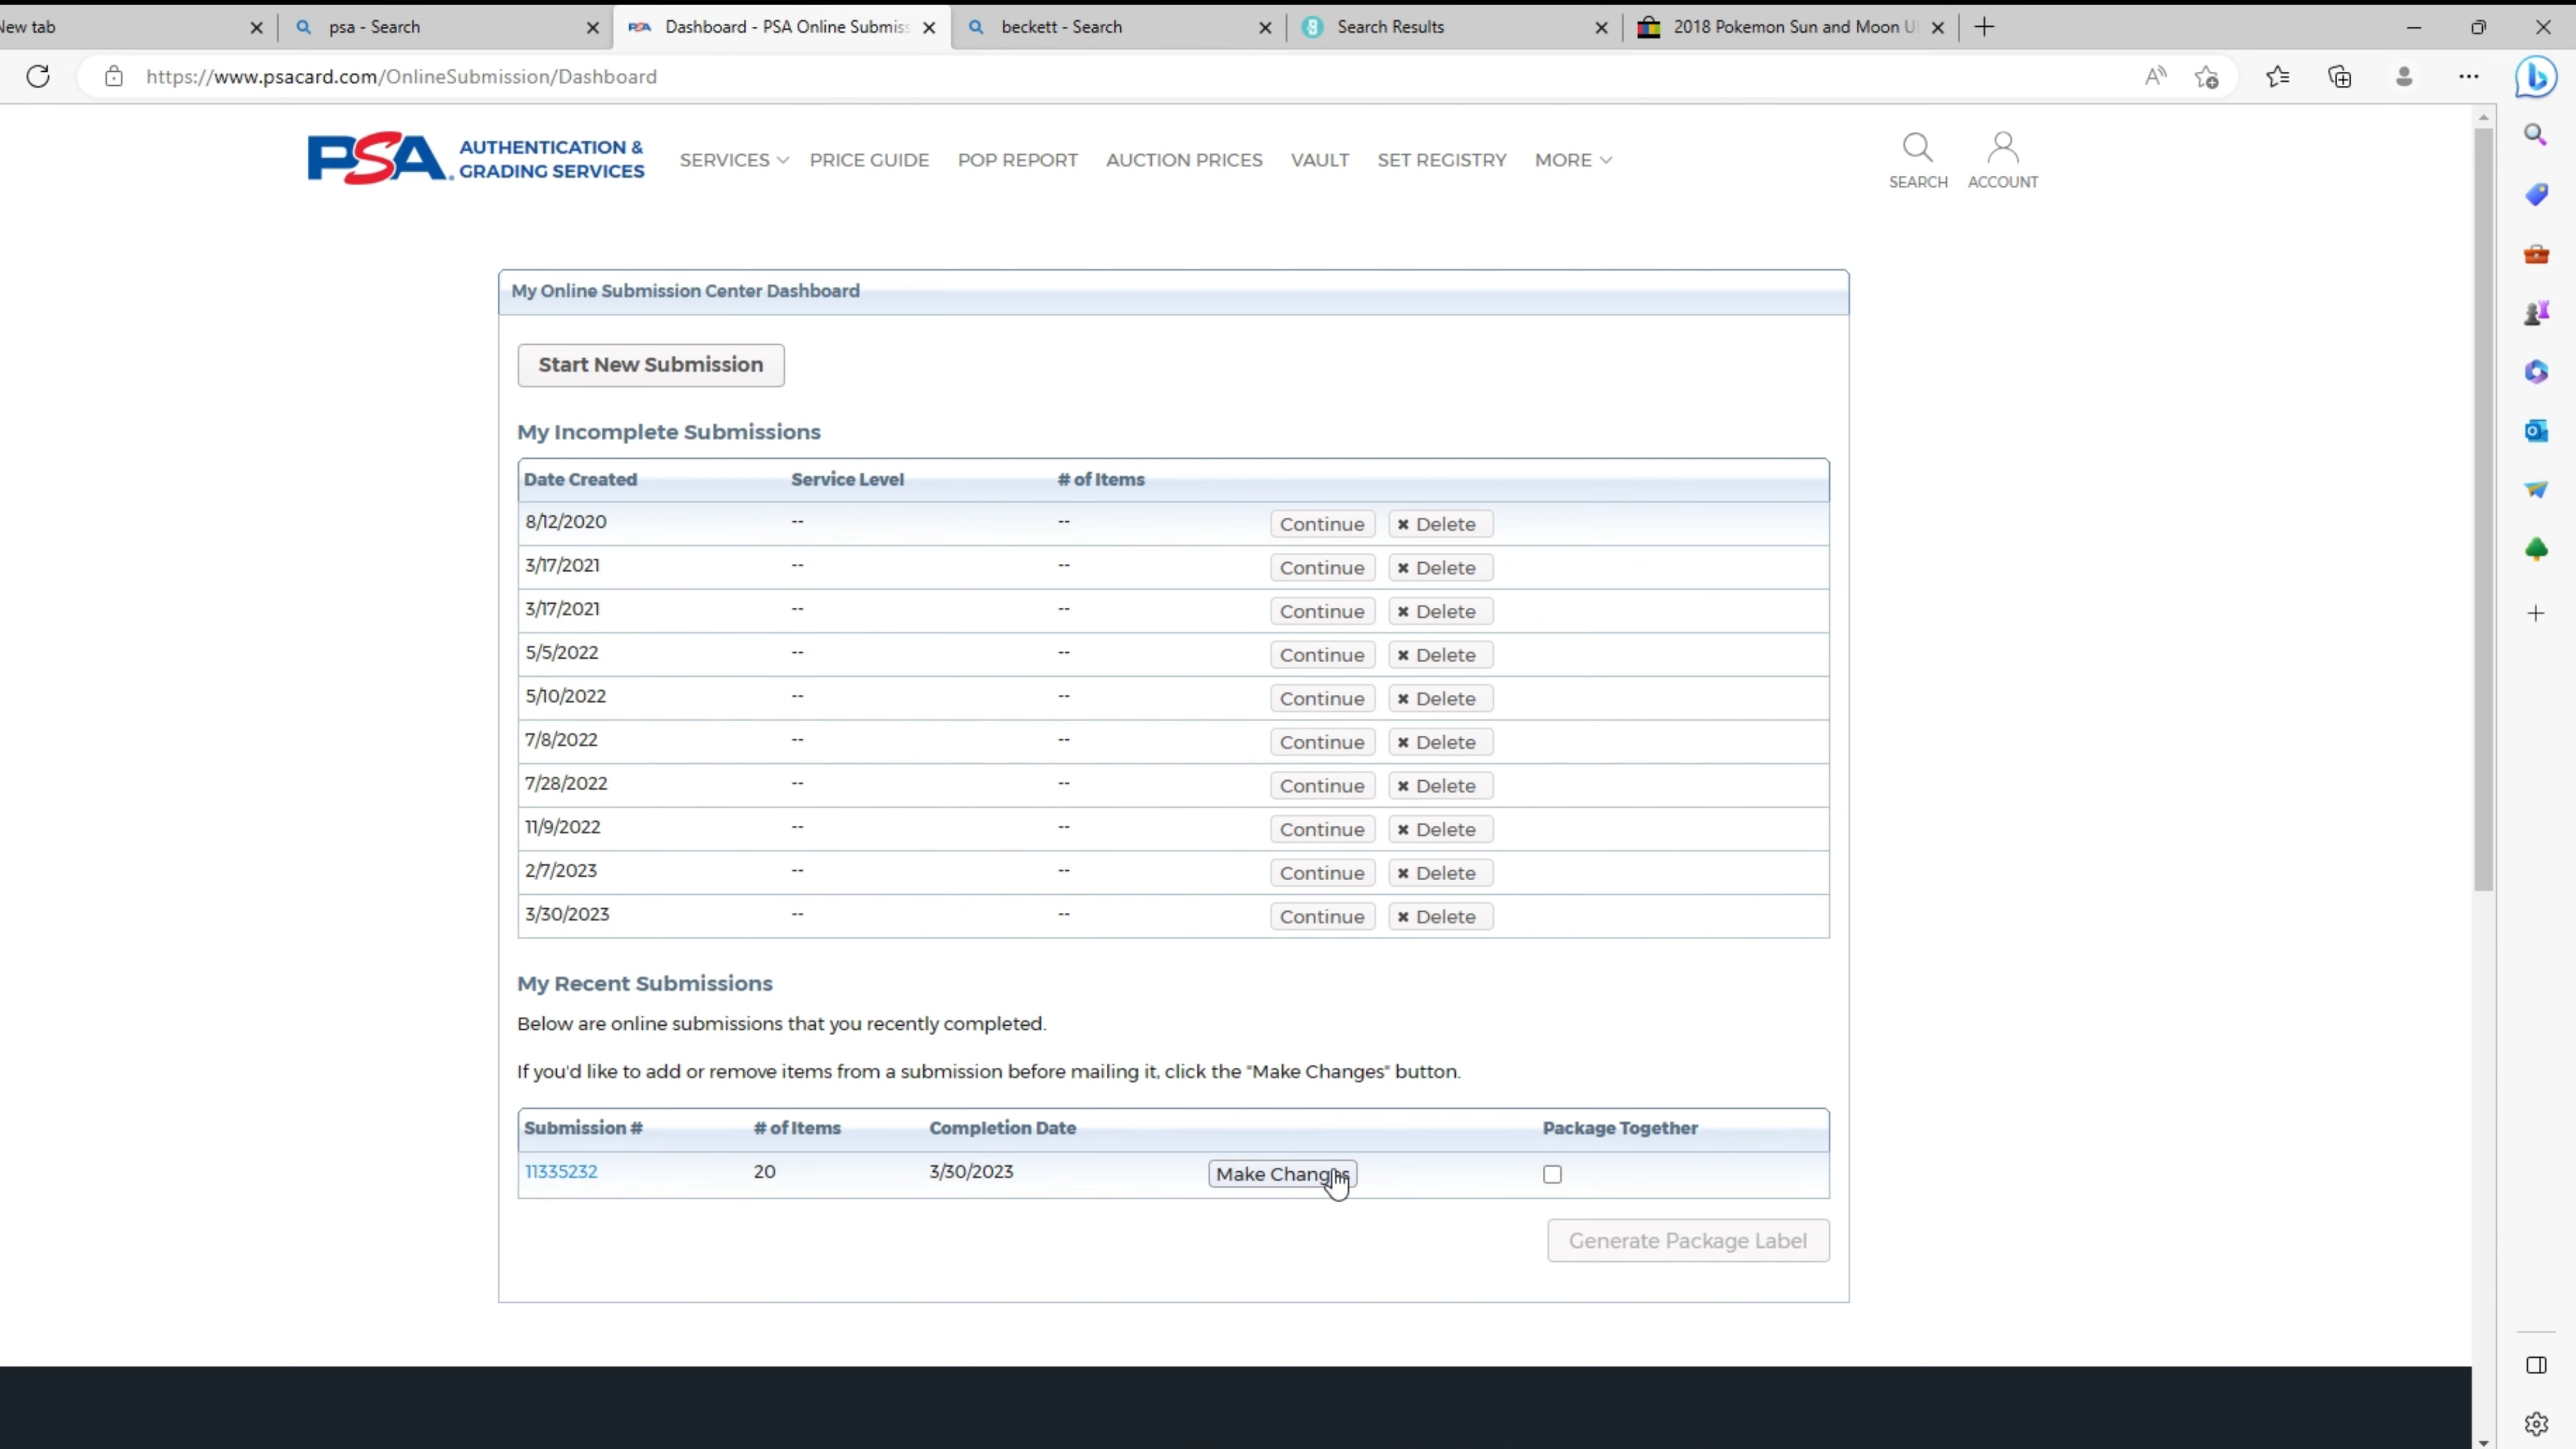 New tab
psa - Search
Dashboard - PSA Online Submiss
beckett - Search
Search Results
2018 Pokemon Sun and Moon Ul
https://www.psacard.com/OnlineSubmission/Dashboard
PSA AUTHENTICATION &
GRADING SERVICES
SERVICES PRICE GUIDE POP REPORT AUCTION PRICES VAULT SET REGISTRY MORE
SEARCH ACCOUNT
My Online Submission Center Dashboard
Start New Submission
My Incomplete Submissions
Date Created Service Level # of Items
8/12/2020 -- -- Continue × Delete
3/17/2021 -- -- Continue × Delete
3/17/2021 -- -- Continue × Delete
5/5/2022 -- -- Continue × Delete
5/10/2022 -- -- Continue × Delete
7/8/2022 -- -- Continue × Delete
7/28/2022 -- -- Continue × Delete
11/9/2022 -- -- Continue × Delete
2/7/2023 -- -- Continue × Delete
3/30/2023 -- -- Continue × Delete
My Recent Submissions
Below are online submissions that you recently completed.
If you'd like to add or remove items from a submission before mailing it, click the "Make Changes" button.
Submission # # of Items Completion Date Package Together
11335232 20 3/30/2023 Make Changes
Generate Package Label